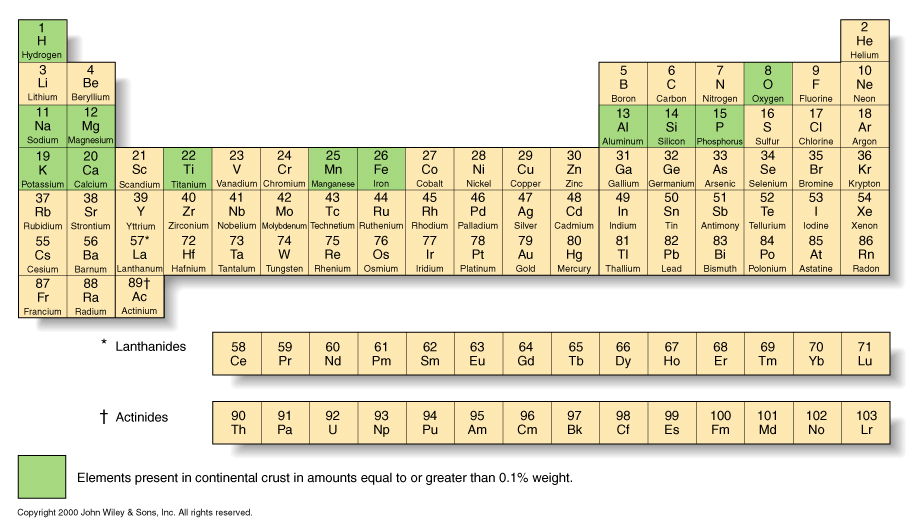 1 2
H He
Hydrogen Helium
3 4 5 6 7 8 9 10
Li Be B C N O F Ne
Lithium Beryllium Boron Carbon Nitrogen Oxygen Fluorine Neon
11 12 13 14 15 16 17 18
Na Mg Al Si P S Cl Ar
Sodium Magnesium Aluminum Silicon Phosphorus Sulfur Chlorine Argon
19 20 21 22 23 24 25 26 27 28 29 30 31 32 33 34 35 36
K Ca Sc Ti V Cr Mn Fe Co Ni Cu Zn Ga Ge As Se Br Kr
Potassium Calcium Scandium Titanium Vanadium Chromium Manganese Iron Cobalt Nickel Copper Zinc Gallium Germanium Arsenic Selenium Bromine Krypton
37 38 39 40 41 42 43 44 45 46 47 48 49 50 51 52 53 54
Rb Sr Y Zr Nb Mo Tc Ru Rh Pd Ag Cd In Sn Sb Te I Xe
Rubidium Strontium Yttrium Zirconium Nobelium Molybdenum Technetium Ruthenium Rhodium Palladium Silver Cadmium Indium Tin Antimony Tellurium Iodine Xenon
55 56 57* 72 73 74 75 76 77 78 79 80 81 82 83 84 85 86
Cs Ba La Hf Ta W Re Os Ir Pt Au Hg Tl Pb Bi Po At Rn
Cesium Barnum Lanthanum Hafnium Tantalum Tungsten Rhenium Osmium Iridium Platinum Gold Mercury Thallium Lead Bismuth Polonium Astatine Radon
87 88 89†
Fr Ra Ac
Francium Radium Actinium
* Lanthanides
58 59 60 61 62 63 64 65 66 67 68 69 70 71
Ce Pr Nd Pm Sm Eu Gd Tb Dy Ho Er Tm Yb Lu
† Actinides
90 91 92 93 94 95 96 97 98 99 100 101 102 103
Th Pa U Np Pu Am Cm Bk Cf Es Fm Md No Lr
Elements present in continental crust in amounts equal to or greater than 0.1% weight.
Copyright 2000 John Wiley & Sons, Inc. All rights reserved.